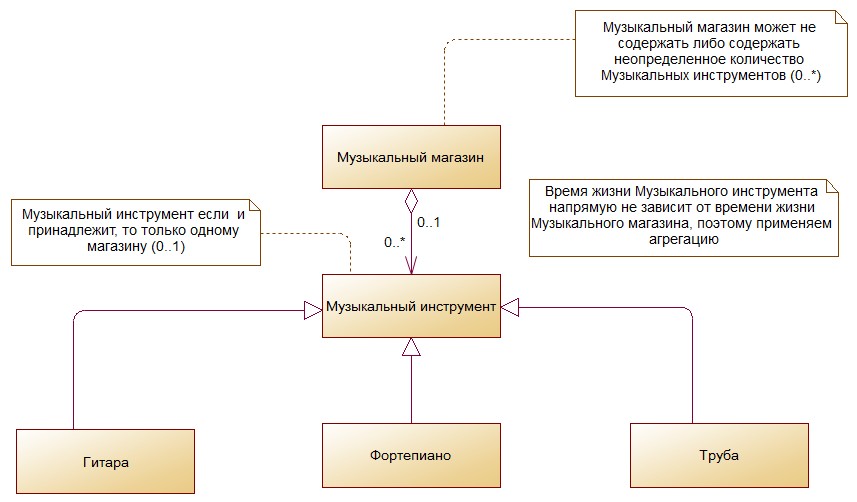 Музыкальный магазин может не
содержать либо содержать
неопределенное количество
Музыкальных инструментов (0..*)
Музыкальный магазин
Время жизни Музыкального инструмента
напрямую не зависит от времени жизни
Музыкального магазина, поэтому применяем
агрегацию
Музыкальный инструмент если и
принадлежит, то только одному
магазину (0..1)
0..1
0..*
Музыкальный инструмент
Гитара
Фортепиано
Труба